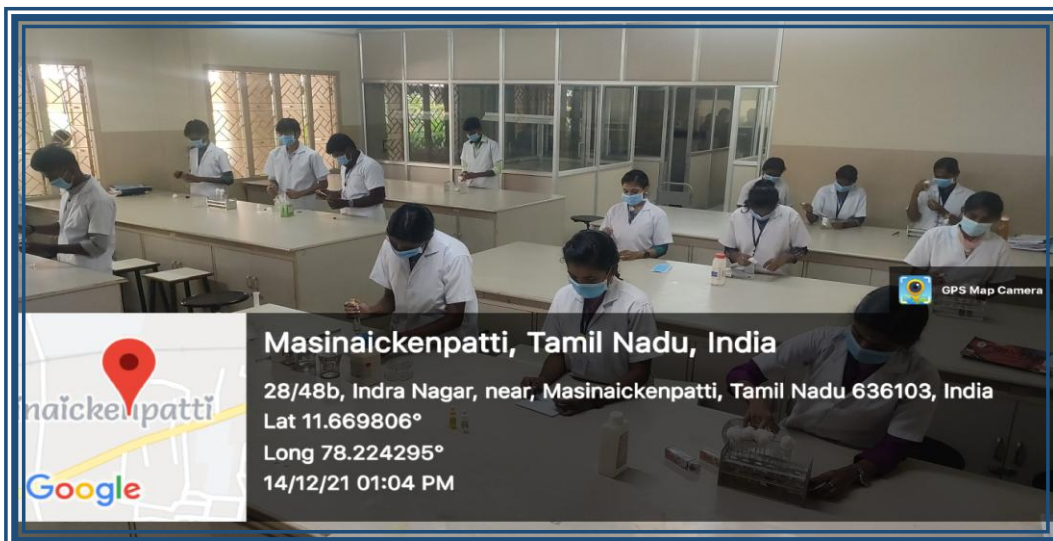 GPS Map Camera
Masinaickenpatti, Tamil Nadu, India
28/48b, Indra Nagar, near, Masinaickenpatti, Tamil Nadu 636103, India
Lat 11.669806°
Long 78.224295°
14/12/21 01:04 PM
naickenpatti
Google